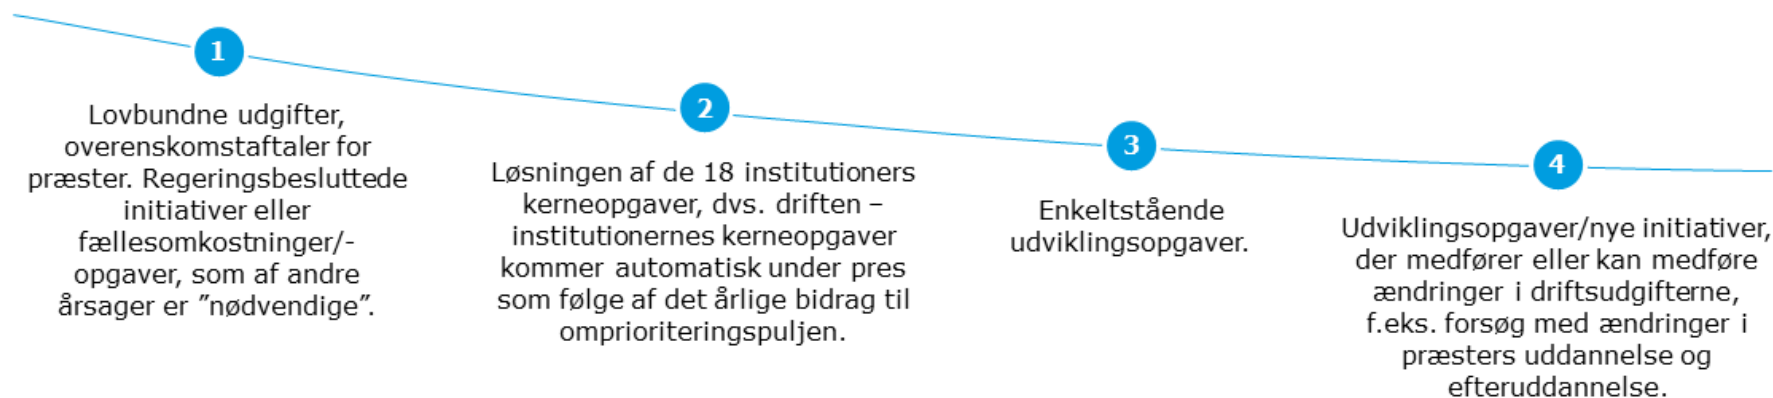 1
Lovbundne udgifter,
overenskomstaftaler for
præster. Regeringsbesluttede
initiativer eller
fællesomkostninger/-
opgaver, som af andre
årsager er ”nødvendige”.
2
Løsningen af de 18 institutioners
kerneopgaver, dvs. driften –
institutionernes kerneopgaver
kommer automatisk under pres
som følge af det årlige bidrag til
omprioriteringspuljen.
3
Enkeltstående
udviklingsopgaver.
4
Udviklingsopgaver/nye initiativer,
der medfører eller kan medføre
ændringer i driftsudgifterne,
f.eks. forsøg med ændringer i
præsters uddannelse og
efteruddannelse.